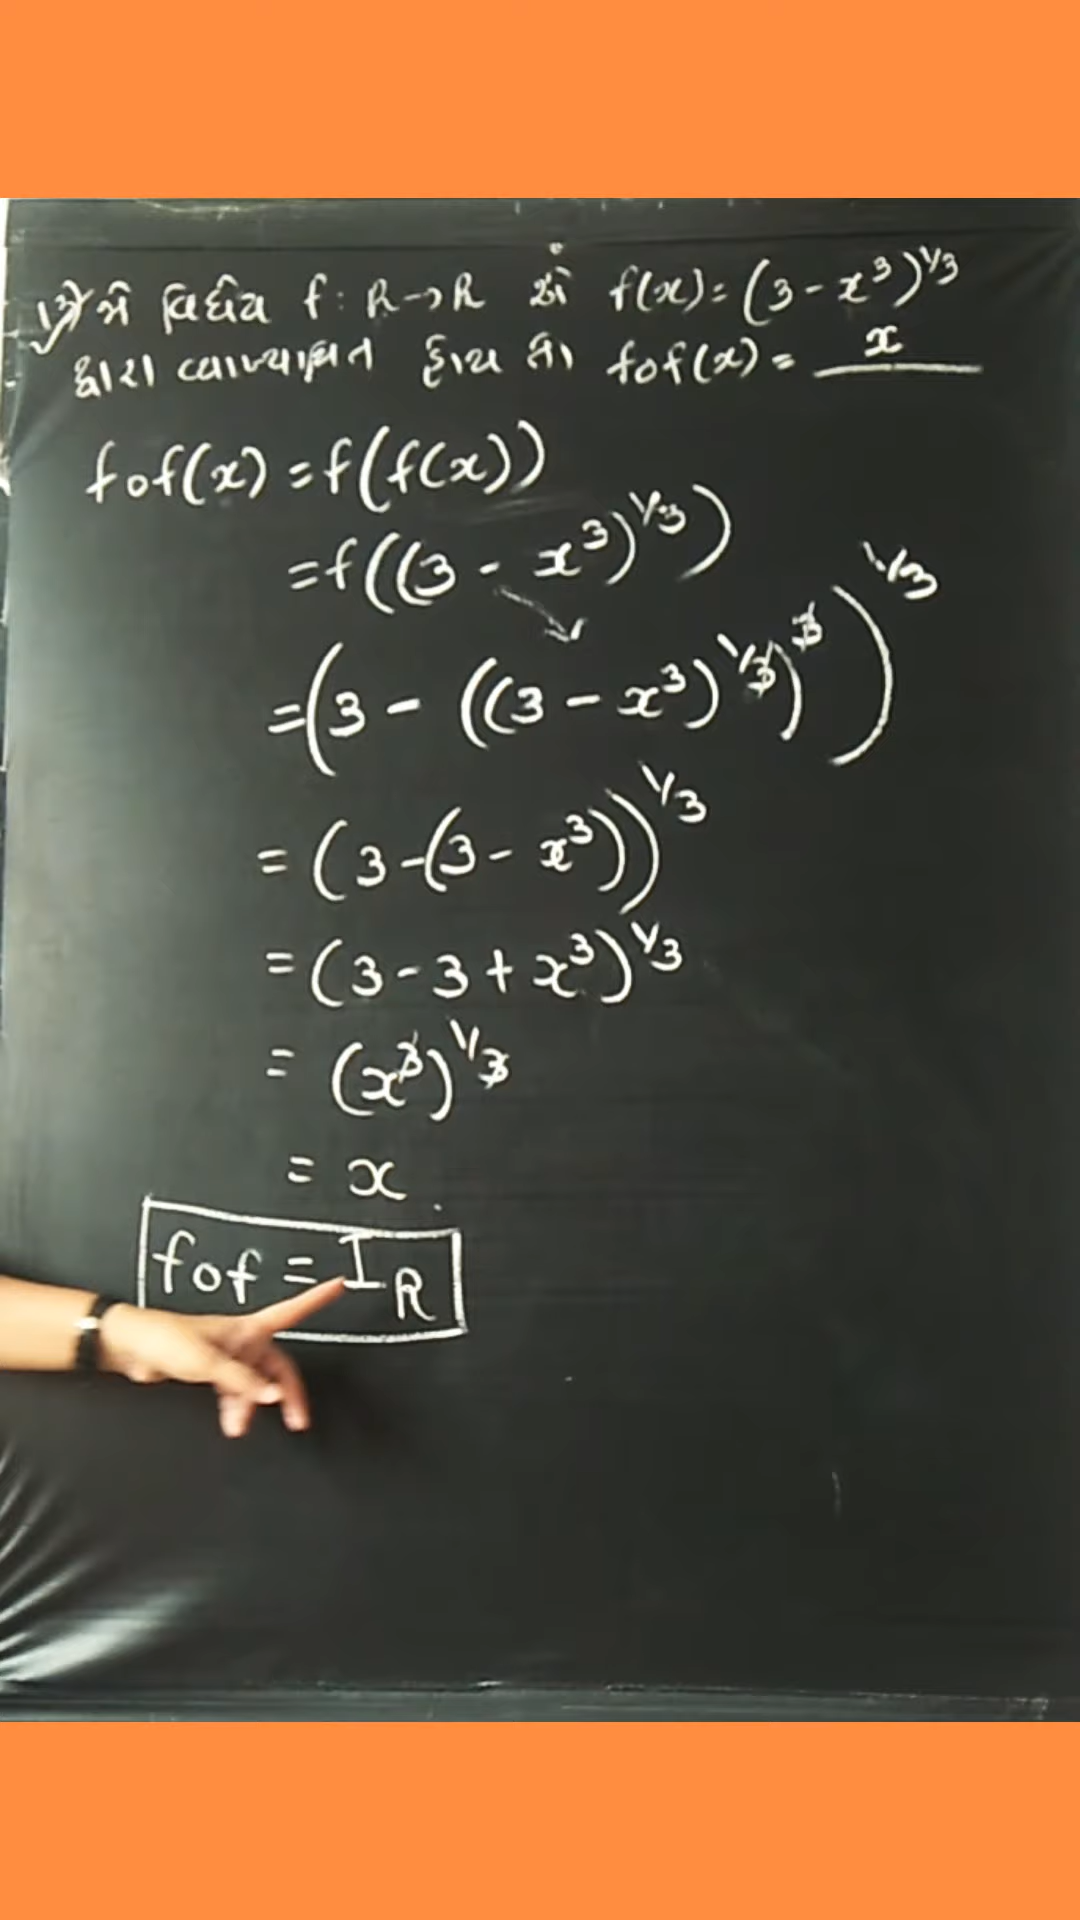 13) જો વિધેય f : R→R એ f(x) = (3 - x³)^1/3
દ્વારા વ્યાખ્યાયિત હોય તો fof(x) = x
fof(x) = f(f(x))
= f((3 - x³)^1/3)
= (3 - ((3 - x³)^1/3)^3)^1/3
= (3-(3 - x³))^1/3
= (3 - 3 + x³)^1/3
= (x³)^1/3
= x
fof = I_R